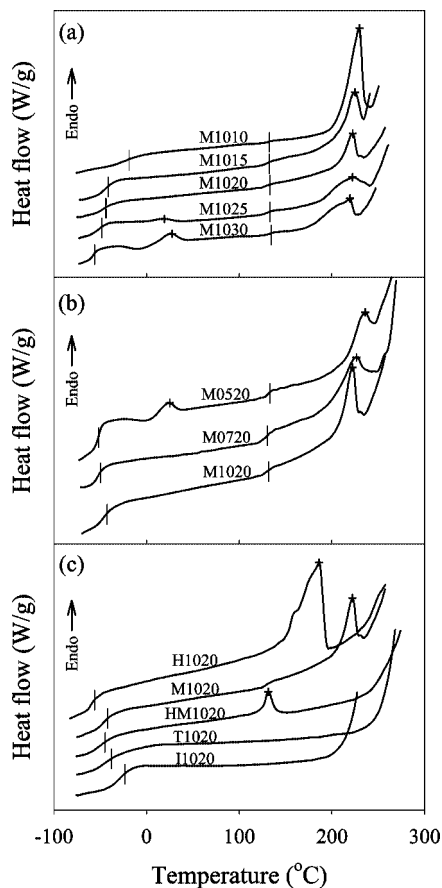 (a)
Heat flow (W/g)
Endo
M1010
M1015
M1020
M1025
M1030
(b)
Heat flow (W/g)
Endo
M0520
M0720
M1020
(c)
Heat flow (W/g)
Endo
H1020
M1020
HM1020
T1020
I1020
-100 0 100 200 300
Temperature (°C)